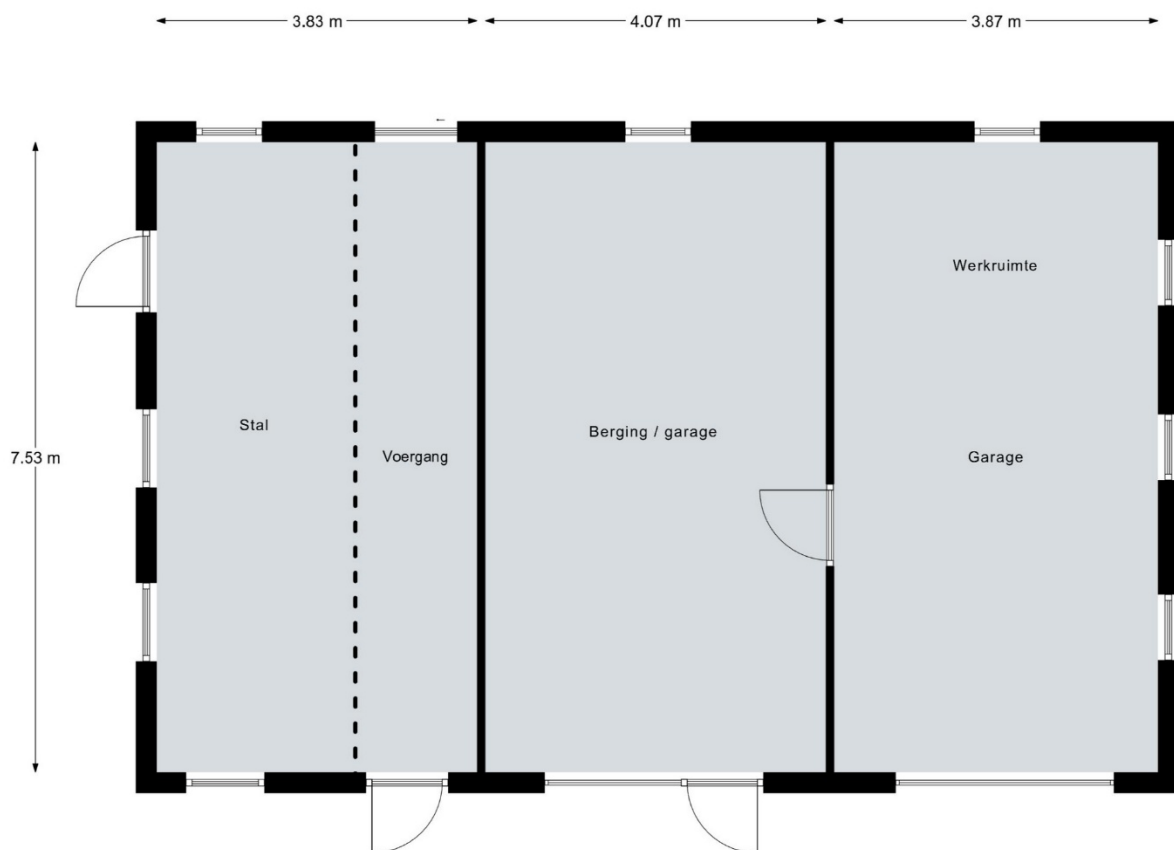 3.83 m
4.07 m
3.87 m
Werkruimte
Stal
Berging / garage
7.53 m
Voergang
Garage